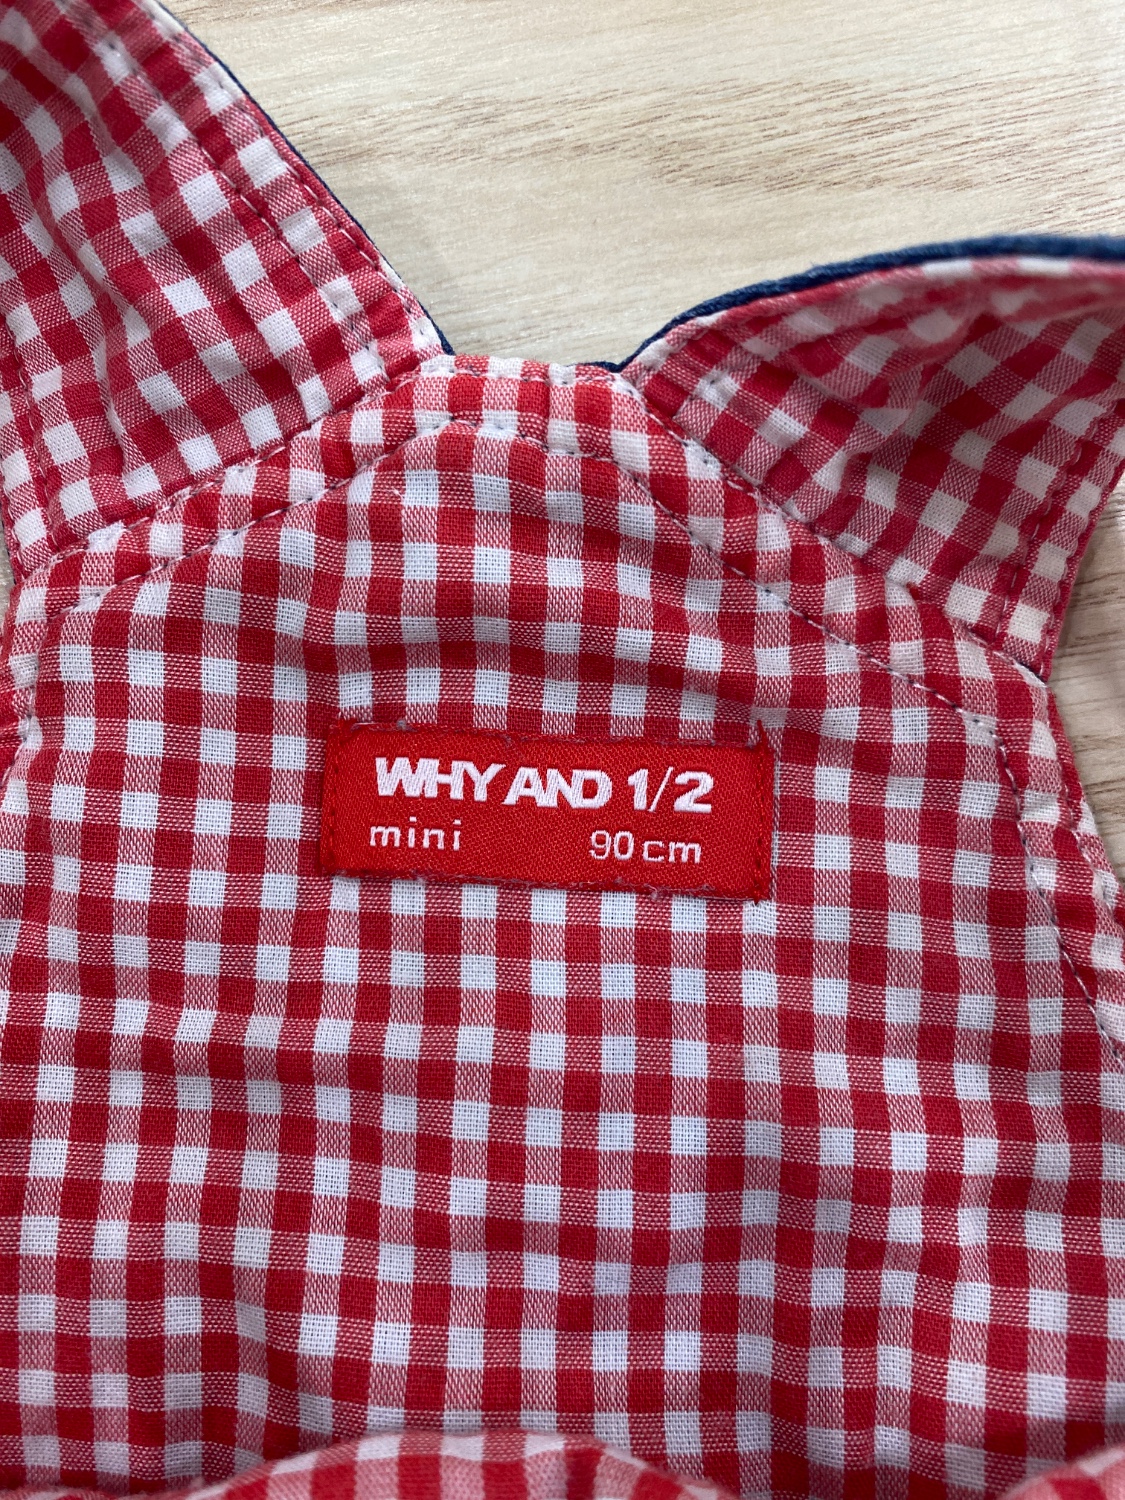 WHY AND 1/2
mini 90cm